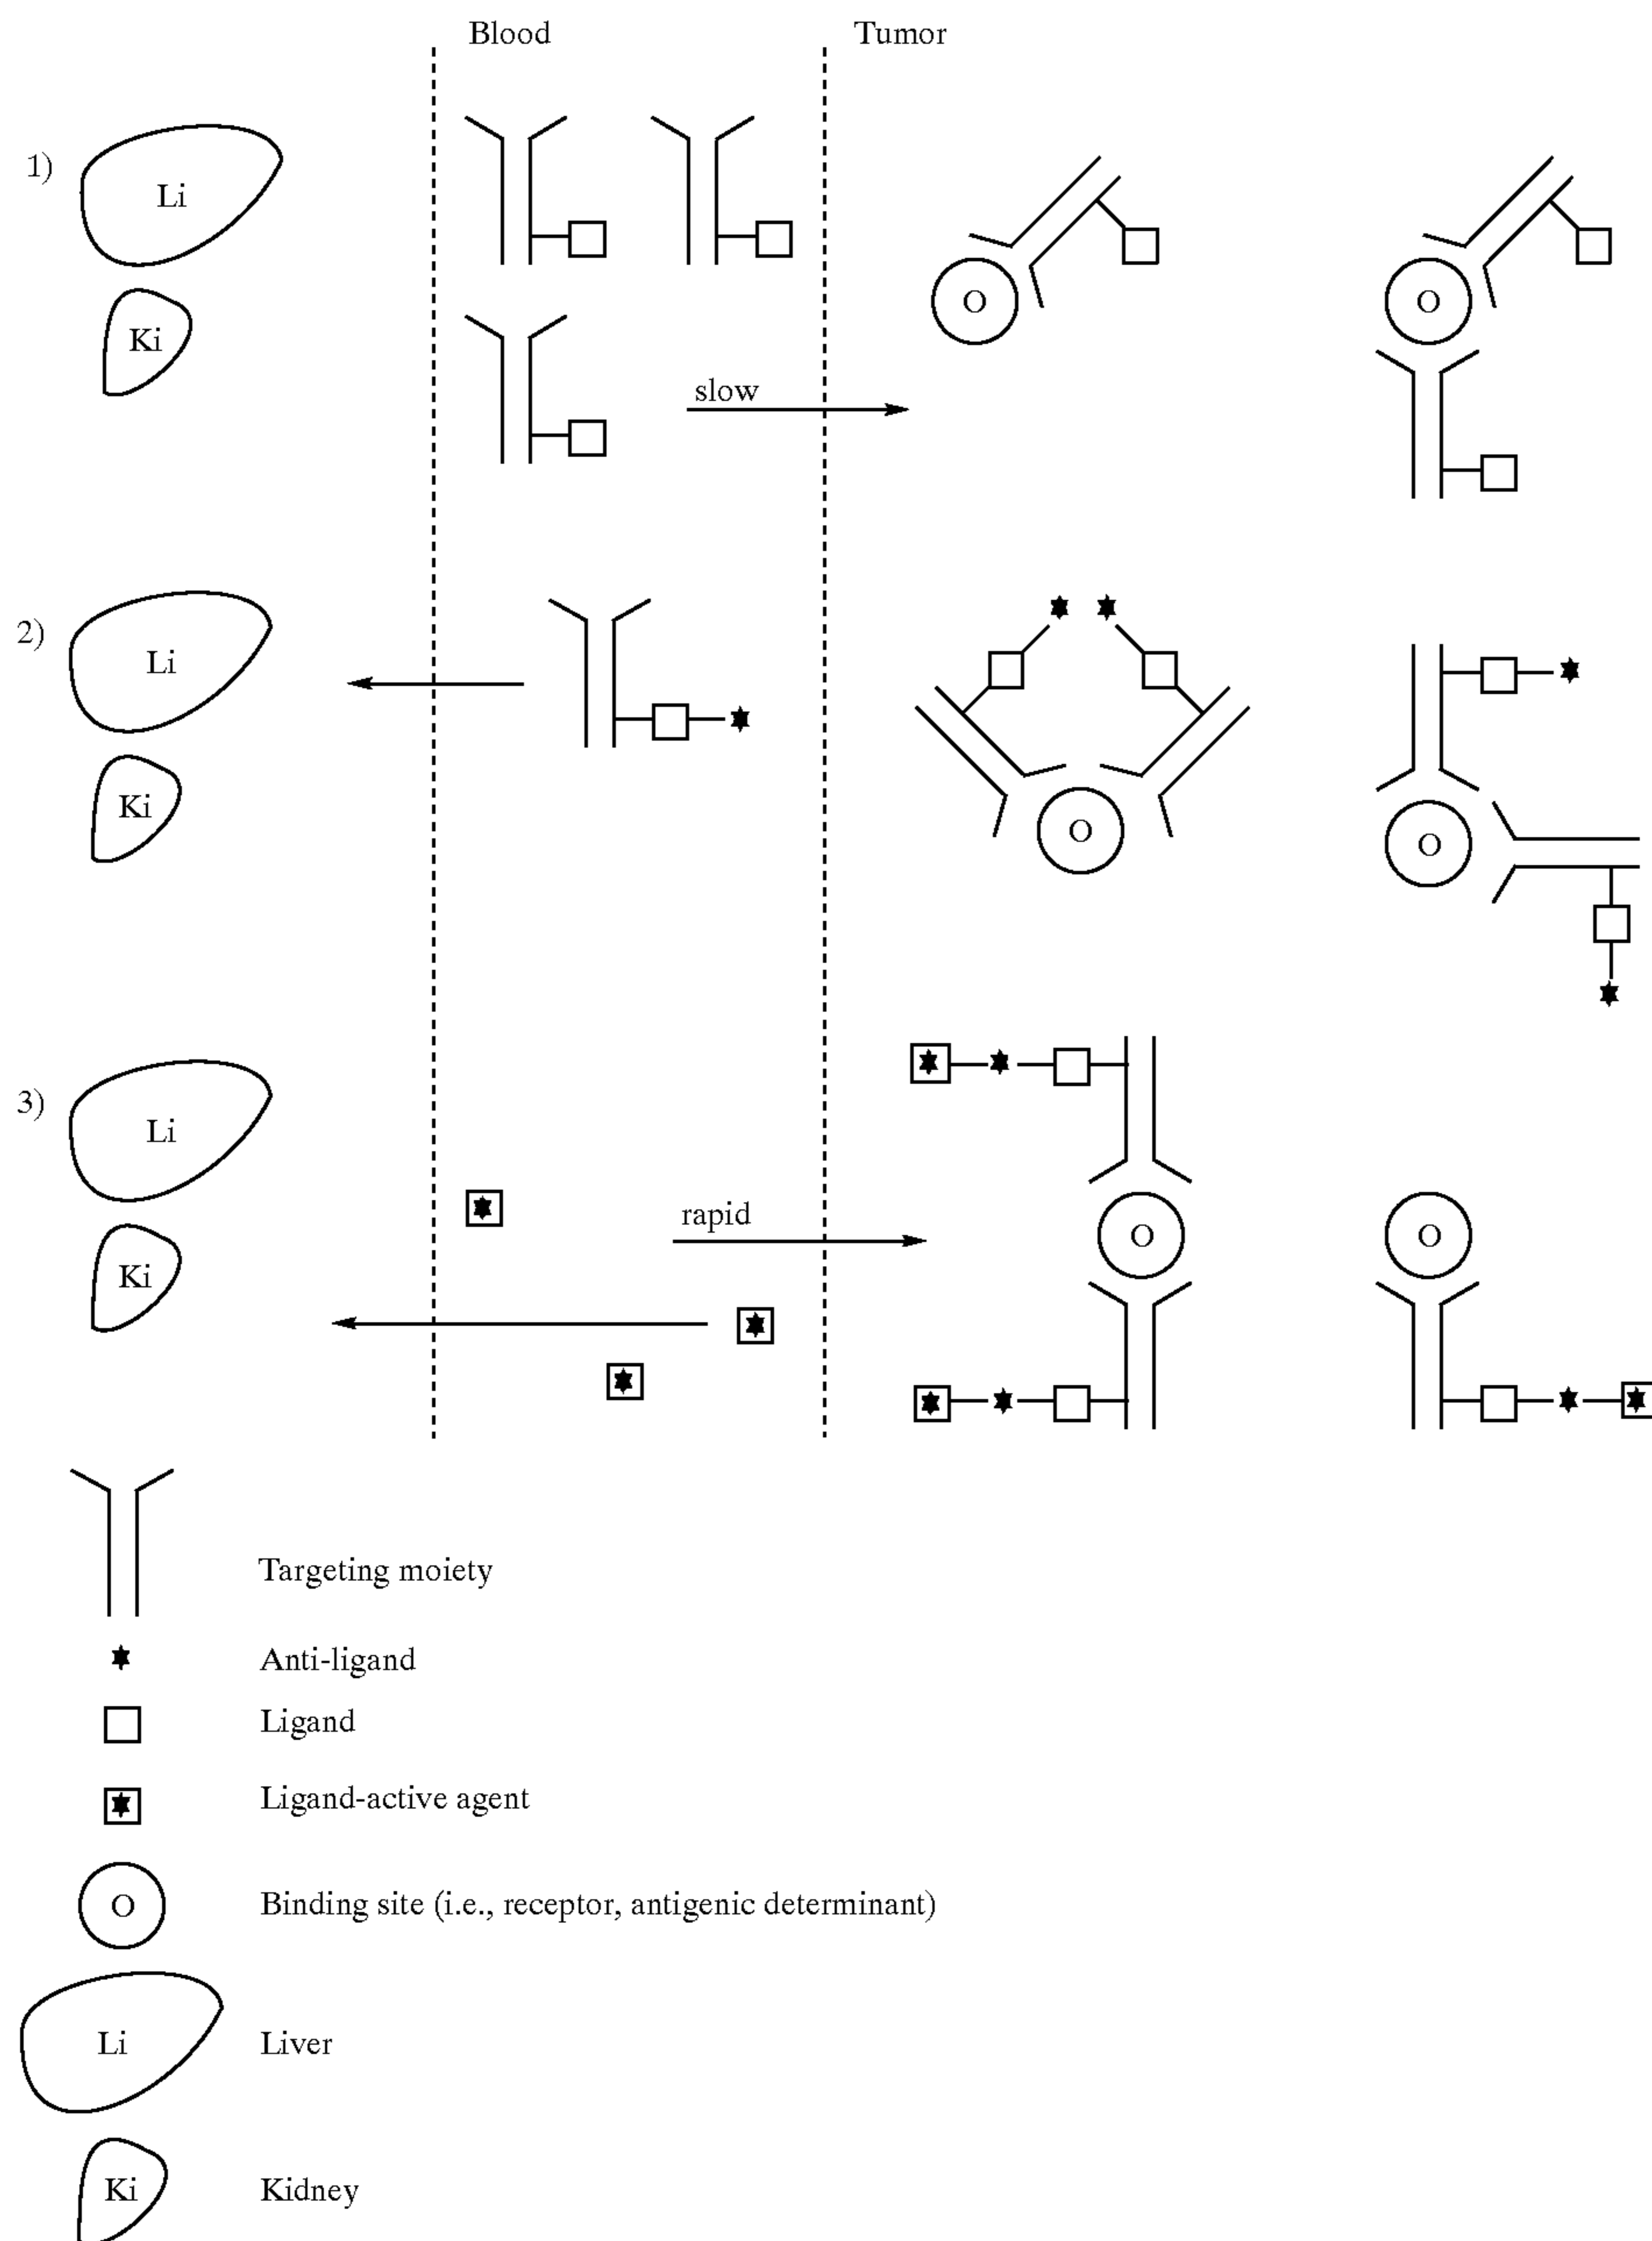 Blood
Tumor
1)
Li
Ki
O
O
slow
2)
Li
Ki
O
O
3)
Li
Ki
rapid
O
O
Targeting moiety
Anti-ligand
Ligand
Ligand-active agent
O
Binding site (i.e., receptor, antigenic determinant)
Li
Liver
Ki
Kidney